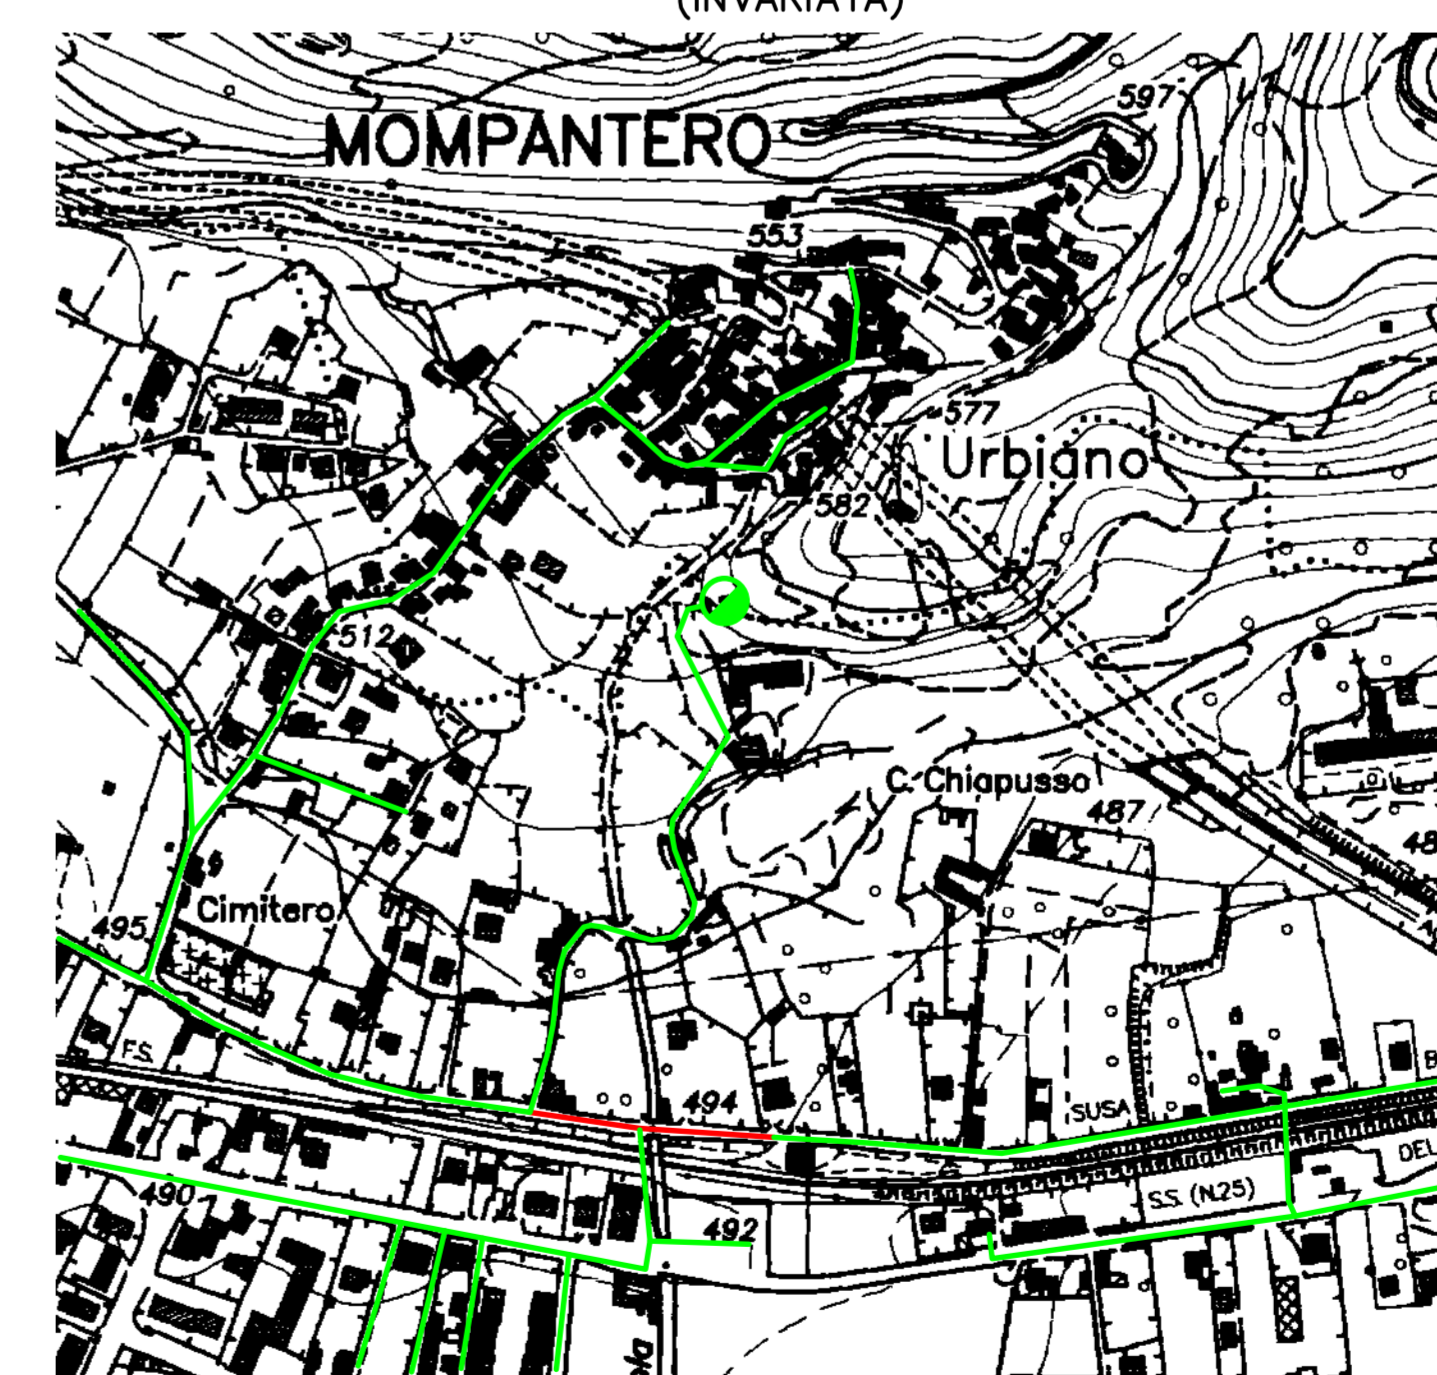 (INVARIATA)
MOMPANTERO
597
553
577
Urbiano
582
512
C. Chiapusso
487
495
Cimitero
F.S.
494
SUSA
DEL
490
S.S. (N.25)
492